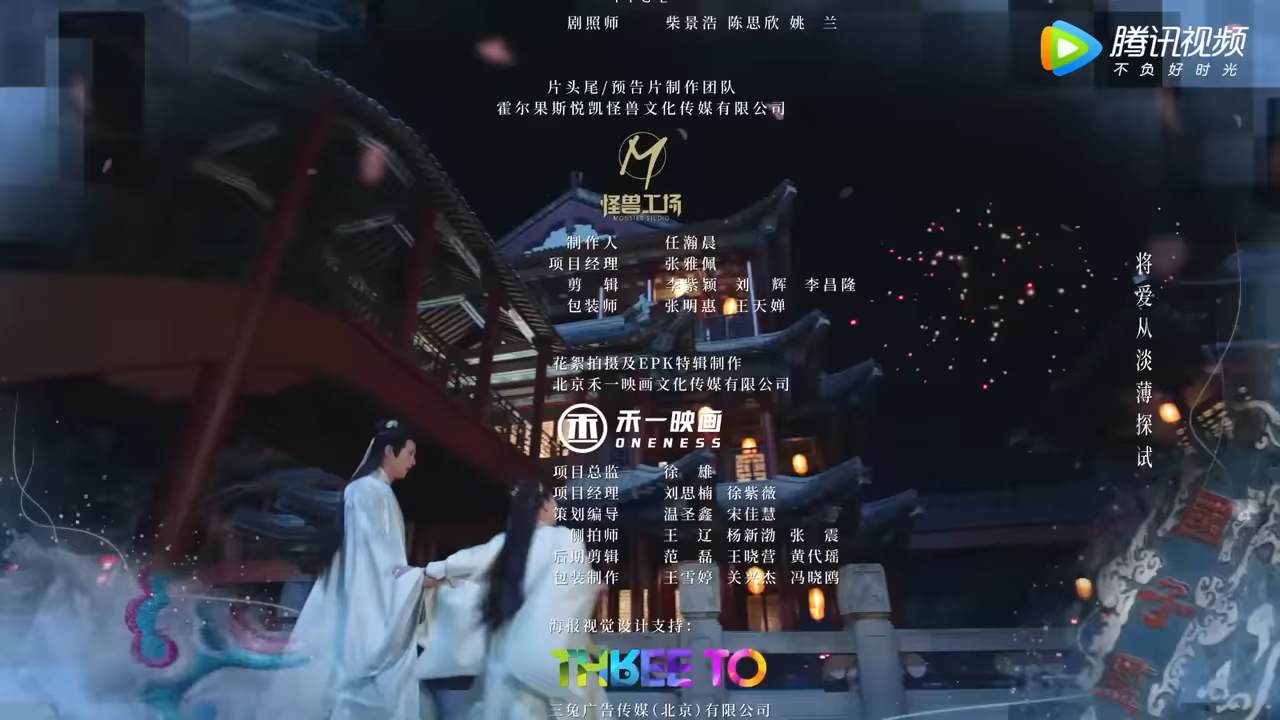 剧照师 柴景浩 陈思欣 姚 兰
腾讯视频
不负好时光
片头尾/预告片制作团队
霍尔果斯悦凯怪兽文化传媒有限公司
M
怪兽工场
MONSTER STUDIO
制作人 任瀚晨
项目经理 张雅佩
剪 辑 李紫颖 刘 辉 李昌隆
包装师 张明惠 王天婵
将爱从淡薄探试
花絮拍摄及EPK特辑制作
北京禾一映画文化传媒有限公司
禾一映画
ONENESS
项目总监 徐 雄
项目经理 刘思楠 徐紫薇
策划编导 温圣鑫 宋佳慧
侧拍师 王 辽 杨新渤 张 震
后期剪辑 范 磊 王晓营 黄代瑶
包装制作 王雪婷 关兴杰 冯晓鸥
国子监
海报视觉设计支持：
THREE TO
三兔广告传媒(北京)有限公司